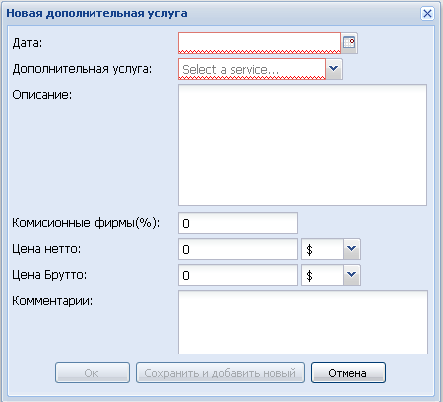 Новая дополнительная услуга
Дата:
Дополнительная услуга: Select a service...
Описание:
Комисионные фирмы(%): 0
Цена нетто: 0 $
Цена Брутто: 0 $
Комментарии:
Ок Сохранить и добавить новый Отмена